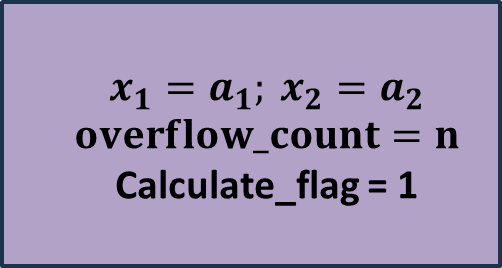 x₁ = a₁; x₂ = a₂
overflow_count = n
Calculate_flag = 1